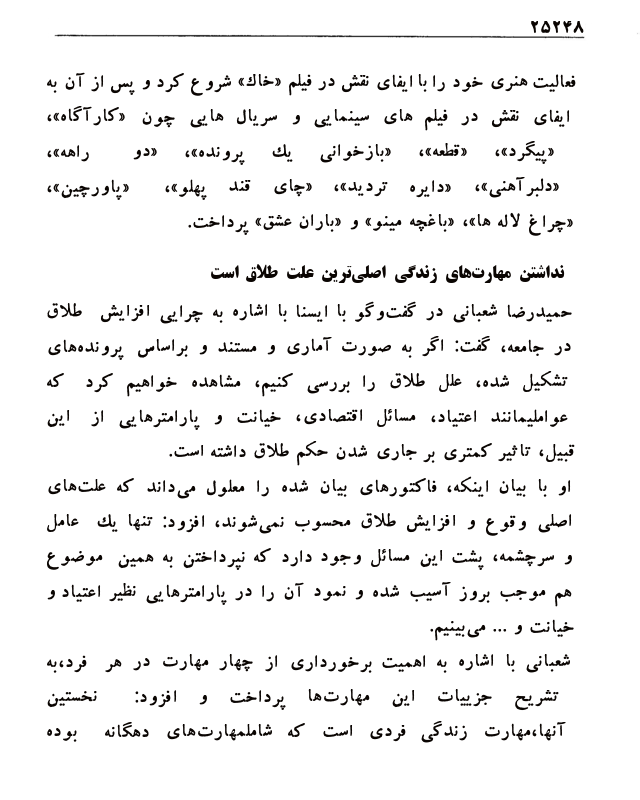 ۲۵۲۴۸
فعالیت هنری خود را با ایفای نقش در فیلم «خاك» شروع کرد و پس از آن به
ایفای نقش در فیلم های سینمایی و سریال هایی چون «کارآگاه»،
«پیگرد»، «قطعه»، «بازخوانی یك پرونده»، «دو راهه»،
«دلبرآهنی»، «دایره تردید»، «چای قند پهلو»، «پاورچین»،
«چراغ لاله ها»، «باغچه مینو» و «باران عشق» پرداخت.
نداشتن مهارت‌های زندگی اصلی‌ترین علت طلاق است
حمیدرضا شعبانی در گفت‌وگو با ایسنا با اشاره به چرایی افزایش طلاق
در جامعه، گفت: اگر به صورت آماری و مستند و براساس پرونده‌های
تشکیل شده، علل طلاق را بررسی کنیم، مشاهده خواهیم کرد که
عواملیمانند اعتیاد، مسائل اقتصادی، خیانت و پارامترهایی از این
قبیل، تاثیر کمتری بر جاری شدن حکم طلاق داشته است.
او با بیان اینکه، فاکتورهای بیان شده را معلول می‌داند که علت‌های
اصلی وقوع و افزایش طلاق محسوب نمی‌شوند، افزود: تنها یك عامل
و سرچشمه، پشت این مسائل وجود دارد که نپرداختن به همین موضوع
هم موجب بروز آسیب شده و نمود آن را در پارامترهایی نظیر اعتیاد و
خیانت و ... می‌بینیم.
شعبانی با اشاره به اهمیت برخورداری از چهار مهارت در هر فرد،به
تشریح جزییات این مهارت‌ها پرداخت و افزود: نخستین
آنها،مهارت زندگی فردی است که شاملمهارت‌های دهگانه بوده